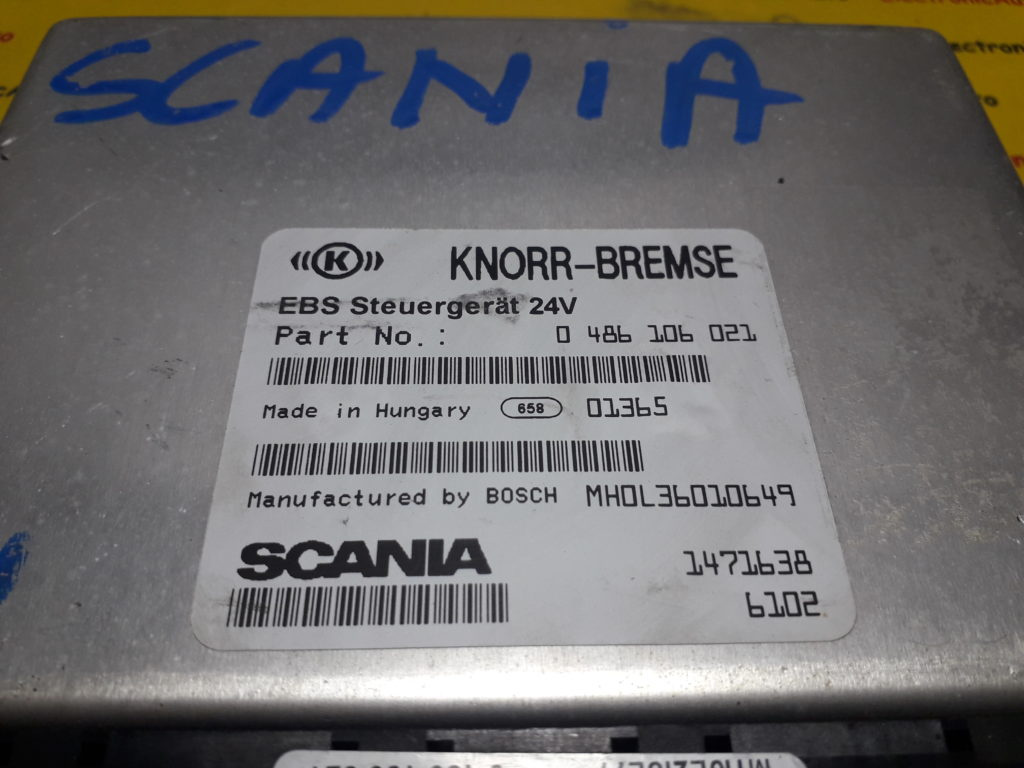 SCANIA
K KNORR-BREMSE
EBS Steuergerät 24V
Part No.: 0 486 106 021
Made in Hungary 658 01365
Manufactured by BOSCH MHOL36010649
SCANIA 1471638
6102